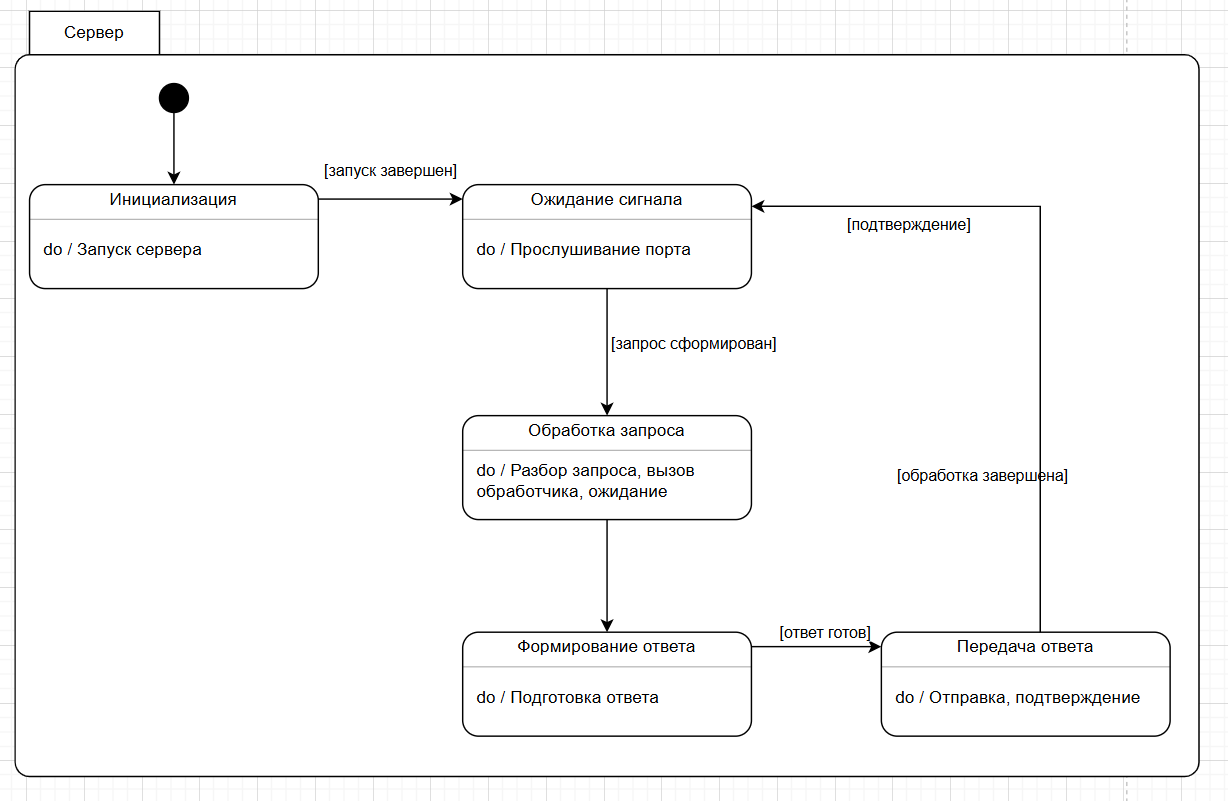 Сервер
[запуск завершен]
Инициализация
do / Запуск сервера
Ожидание сигнала
do / Прослушивание порта
[подтверждение]
[запрос сформирован]
Обработка запроса
do / Разбор запроса, вызов
обработчика, ожидание
[обработка завершена]
Формирование ответа
do / Подготовка ответа
[ответ готов]
Передача ответа
do / Отправка, подтверждение